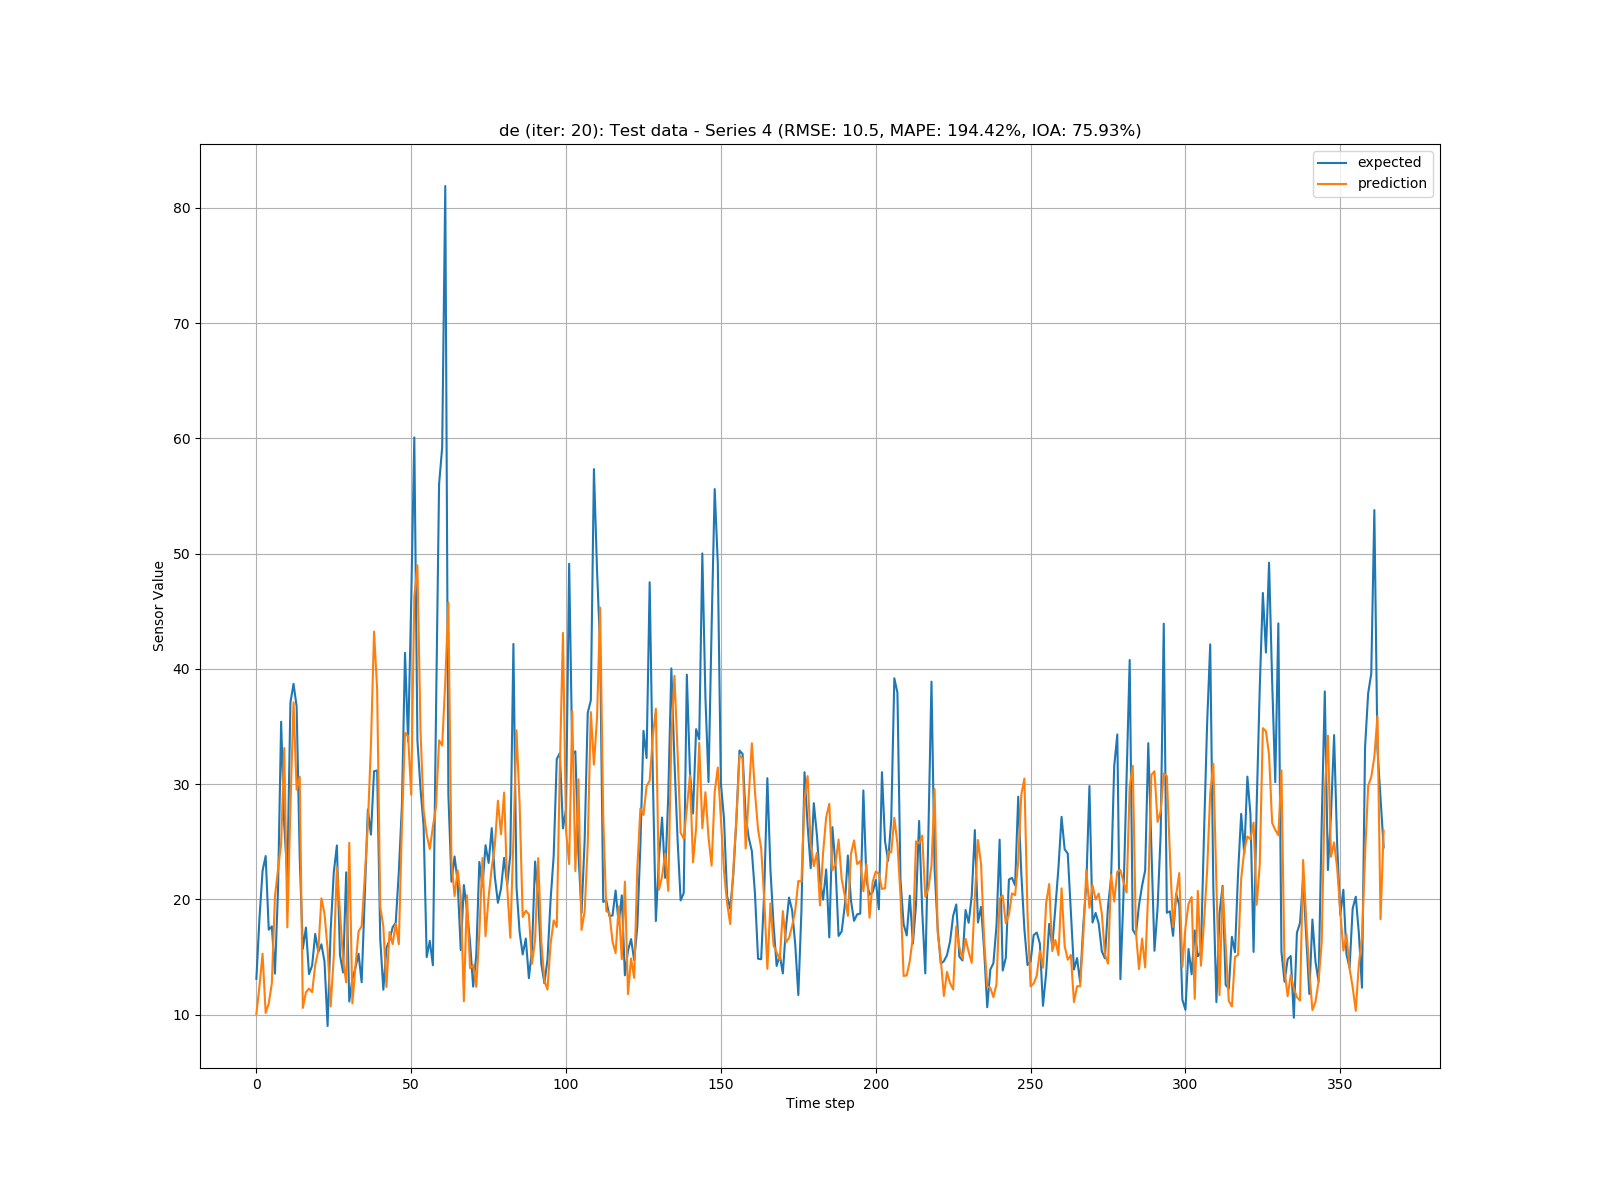 de (iter: 20): Test data - Series 4 (RMSE: 10.5, MAPE: 194.42%, IOA: 75.93%)
expected
prediction
80
70
60
50
40
30
20
10
Sensor Value
0 50 100 150 200 250 300 350
Time step